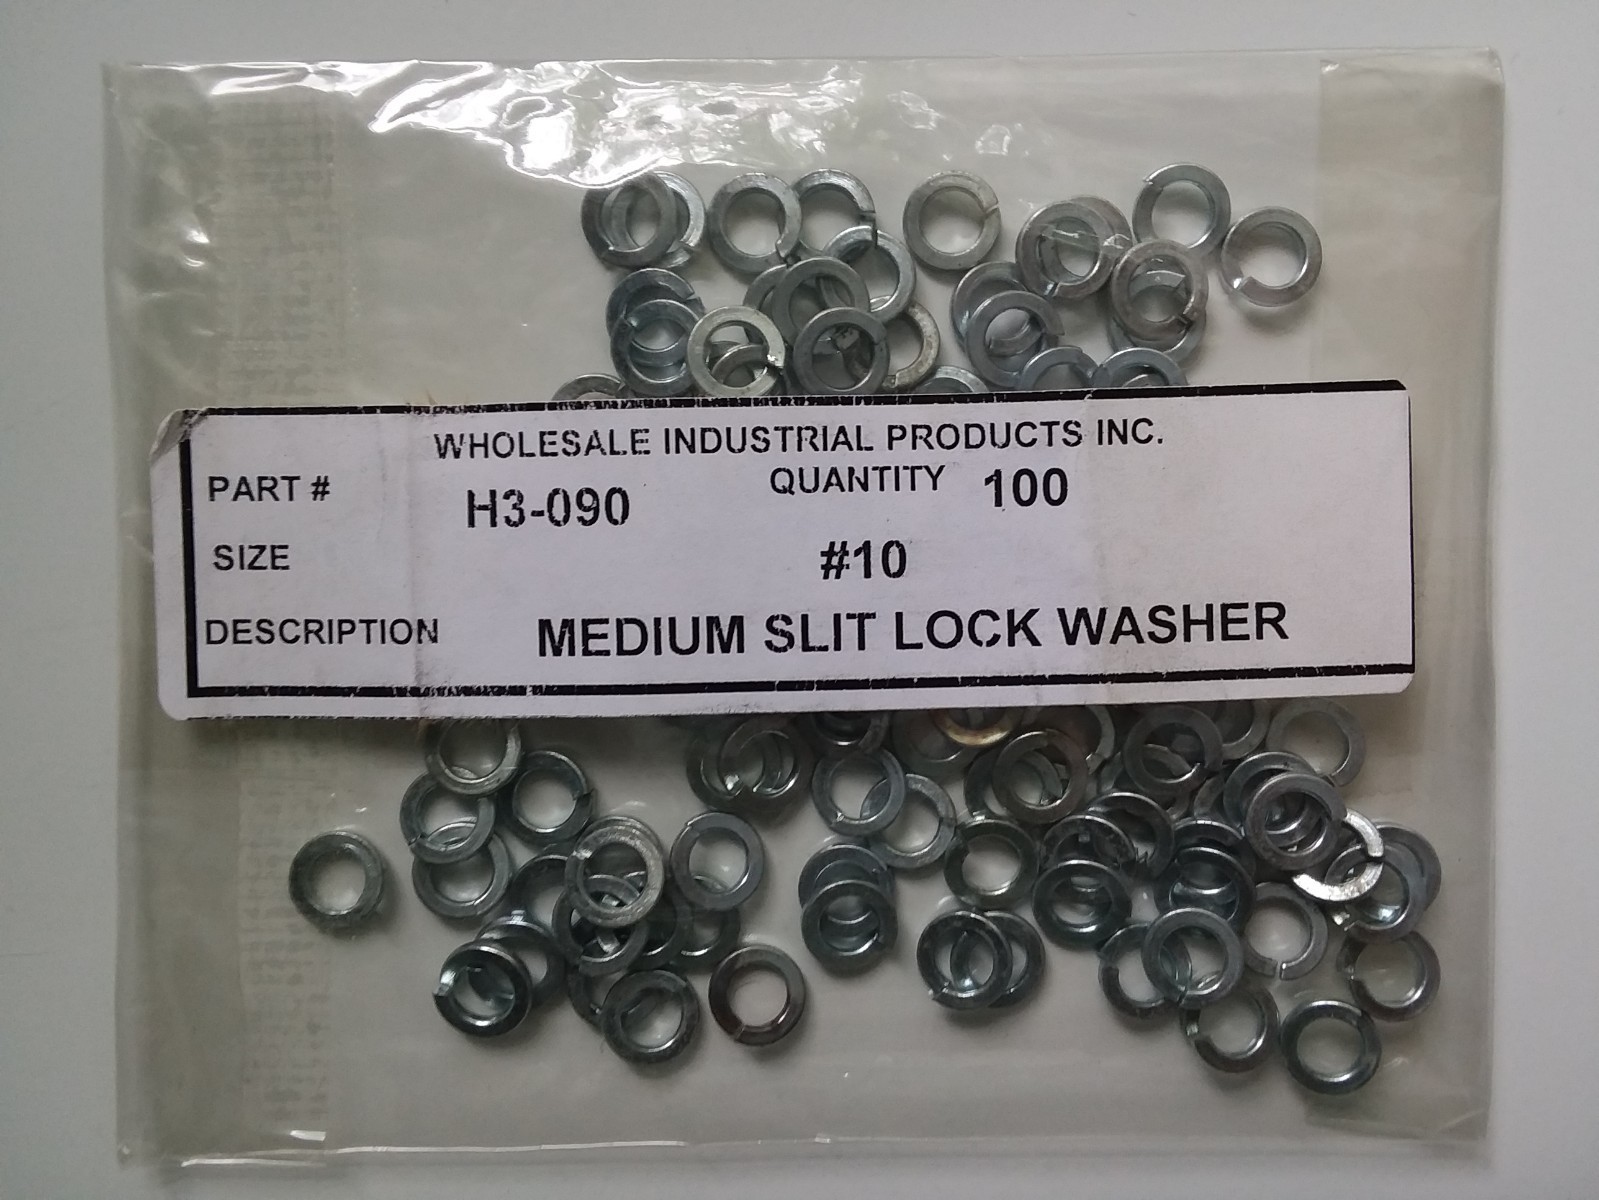 WHOLESALE INDUSTRIAL PRODUCTS INC.
PART # H3-090 QUANTITY 100
SIZE #10
DESCRIPTION MEDIUM SLIT LOCK WASHER